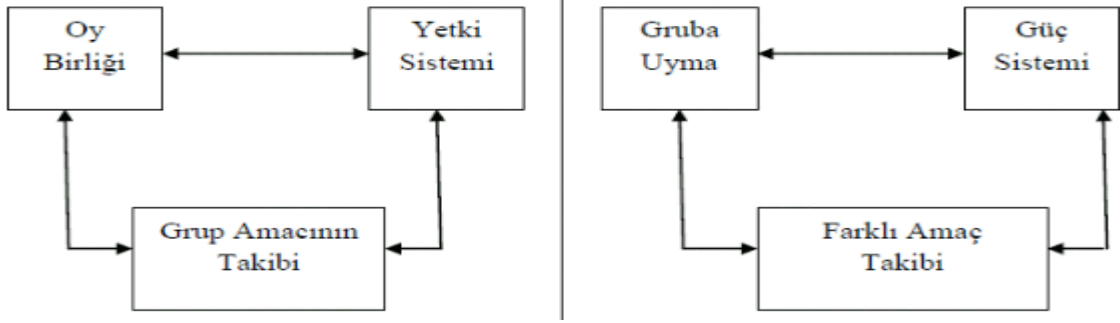 Oy
Birliği
Yetki
Sistemi
Grup Amacının
Takibi
Gruba
Uyma
Güç
Sistemi
Farklı Amaç
Takibi